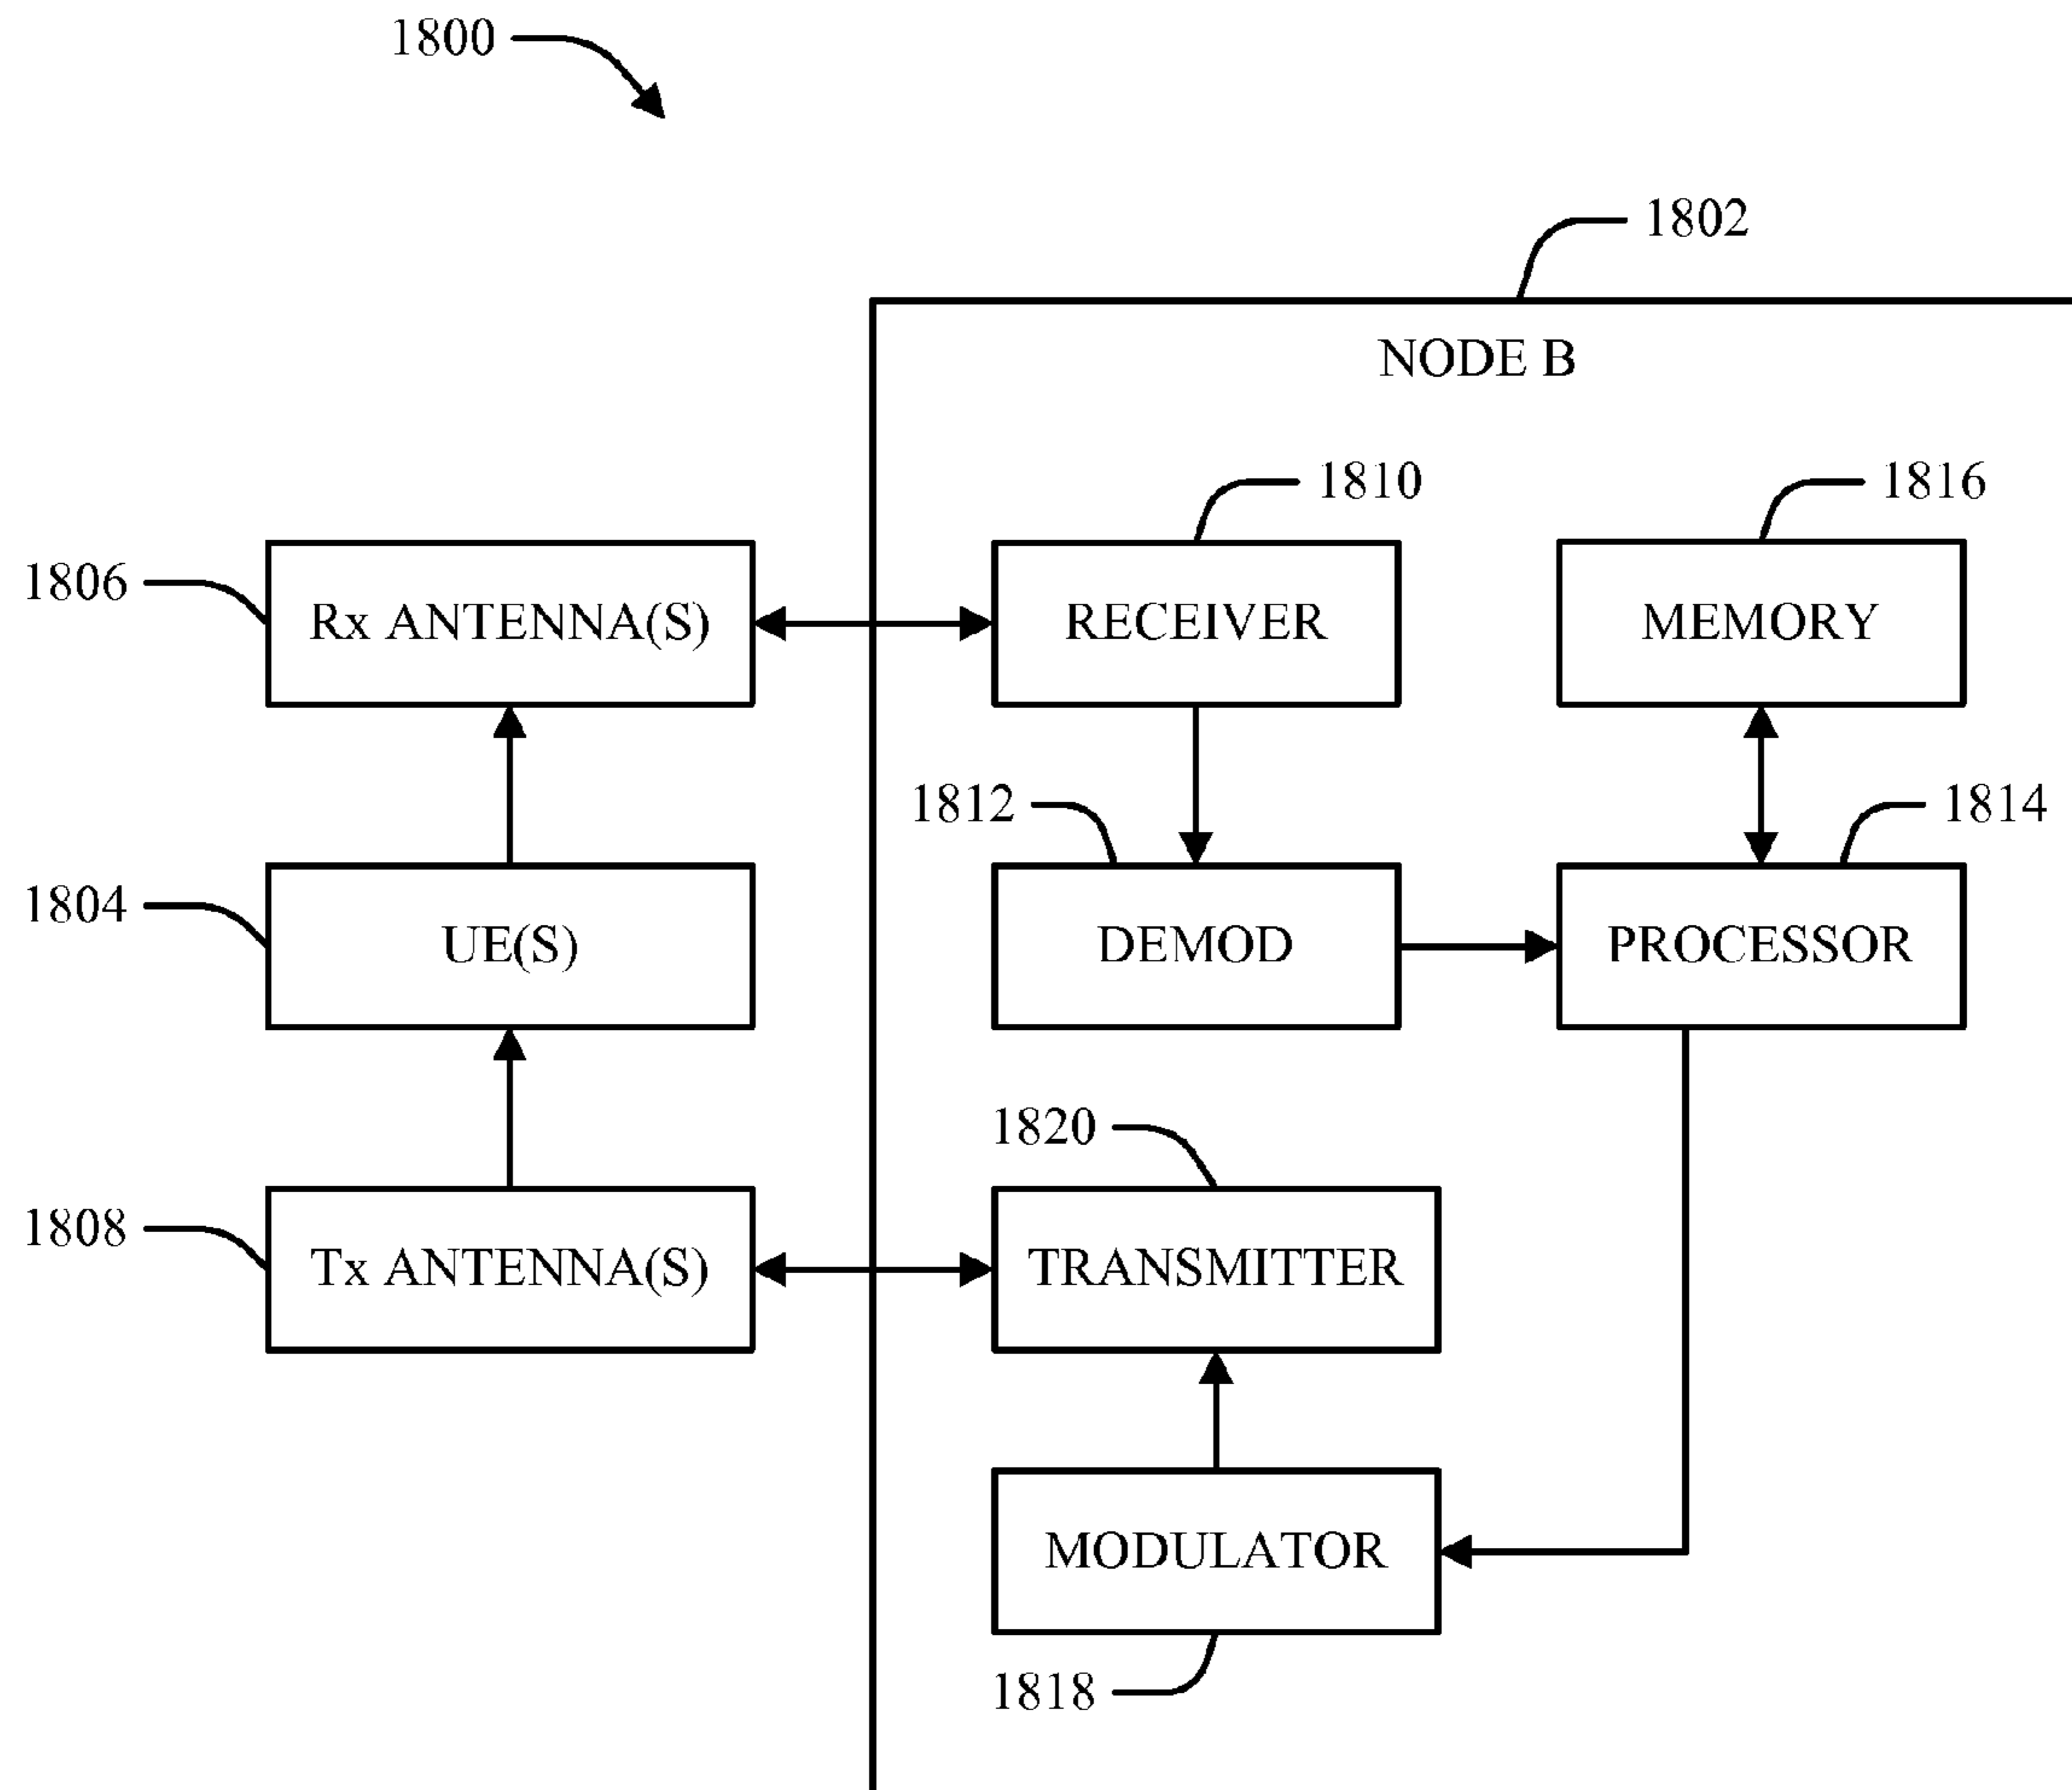 1800
1802
NODE B
1810
1816
1806
Rx ANTENNA(S)
RECEIVER
MEMORY
1812
1814
1804
UE(S)
DEMOD
PROCESSOR
1820
1808
Tx ANTENNA(S)
TRANSMITTER
MODULATOR
1818